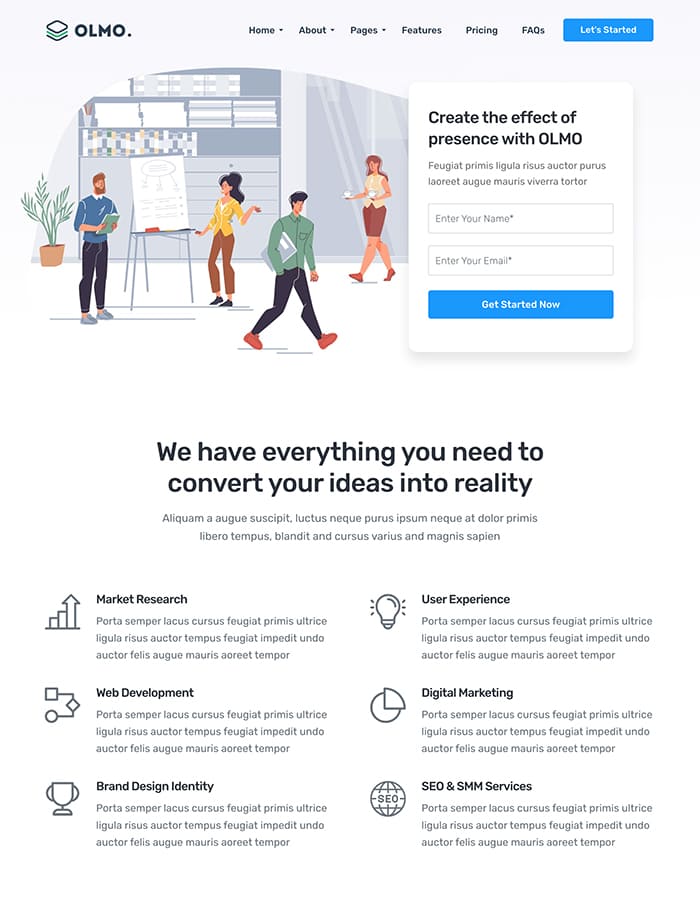 OLMO.
Home About Pages Features Pricing FAQs Let's Started
Create the effect of
presence with OLMO
Feugiat primis ligula risus auctor purus
laoreet augue mauris viverra tortor
Enter Your Name*
Enter Your Email*
Get Started Now
We have everything you need to
convert your ideas into reality
Aliquam a augue suscipit, luctus neque purus ipsum neque at dolor primis
libero tempus, blandit and cursus varius and magnis sapien
Market Research
Porta semper lacus cursus feugiat primis ultrice
ligula risus auctor tempus feugiat impedit undo
auctor felis augue mauris aoreet tempor
User Experience
Porta semper lacus cursus feugiat primis ultrice
ligula risus auctor tempus feugiat impedit undo
auctor felis augue mauris aoreet tempor
Web Development
Porta semper lacus cursus feugiat primis ultrice
ligula risus auctor tempus feugiat impedit undo
auctor felis augue mauris aoreet tempor
Digital Marketing
Porta semper lacus cursus feugiat primis ultrice
ligula risus auctor tempus feugiat impedit undo
auctor felis augue mauris aoreet tempor
Brand Design Identity
Porta semper lacus cursus feugiat primis ultrice
ligula risus auctor tempus feugiat impedit undo
auctor felis augue mauris aoreet tempor
SEO
SEO & SMM Services
Porta semper lacus cursus feugiat primis ultrice
ligula risus auctor tempus feugiat impedit undo
auctor felis augue mauris aoreet tempor